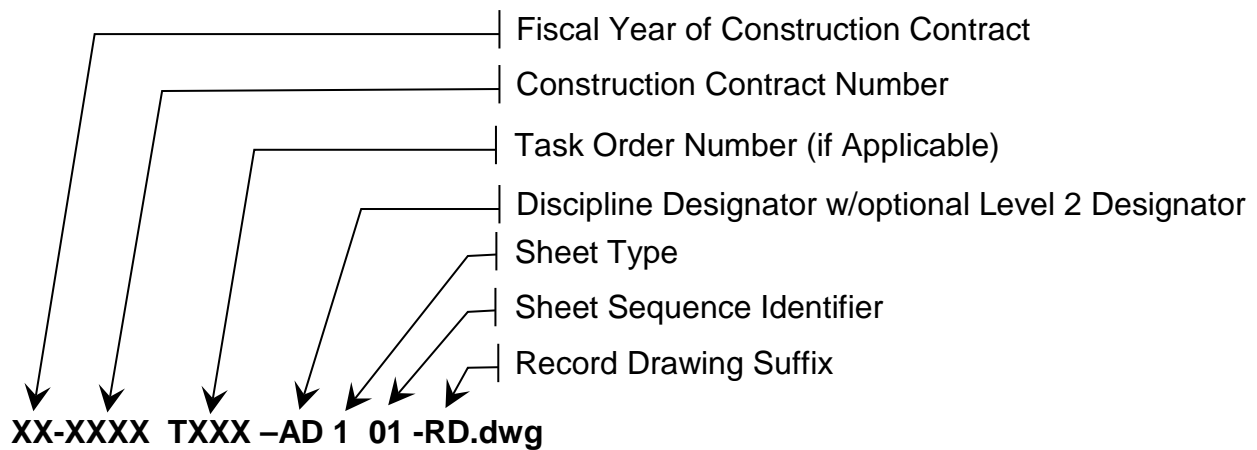 Fiscal Year of Construction Contract
Construction Contract Number
Task Order Number (if Applicable)
Discipline Designator w/optional Level 2 Designator
Sheet Type
Sheet Sequence Identifier
Record Drawing Suffix
XX-XXXX TXXX –AD 1 01 -RD.dwg